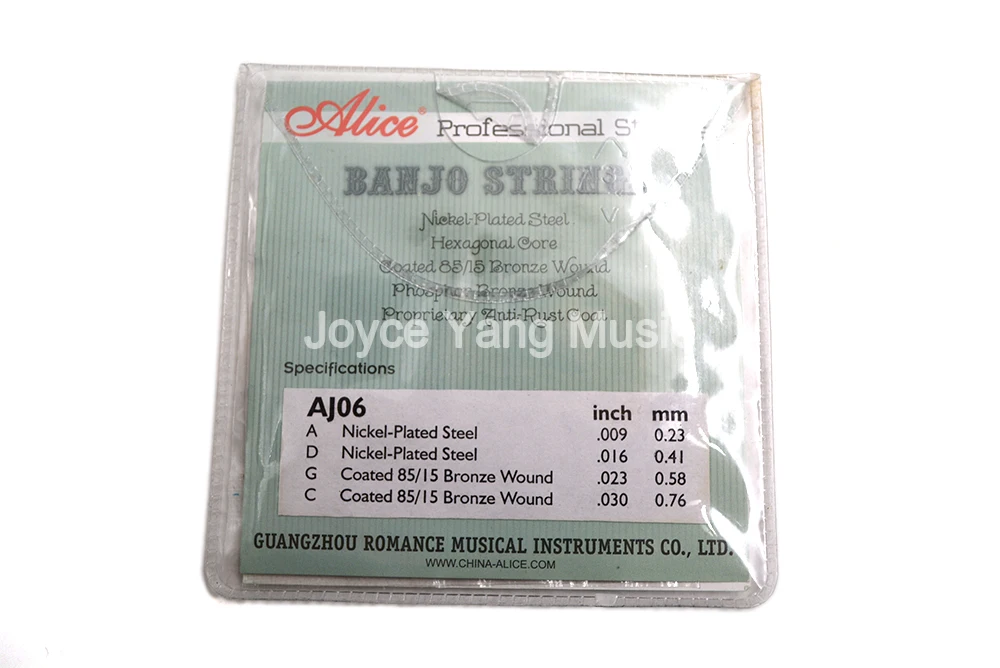 Alice® Professional
BANJO STRING
Nickel-Plated Steel
Hexagonal Core
Coated 85/15 Bronze Wound
Phosphor Bronze Wound
Proprietary Anti-Rust Coat
Joyce Yang Music
Specifications
AJ06 inch mm
A Nickel-Plated Steel .009 0.23
D Nickel-Plated Steel .016 0.41
G Coated 85/15 Bronze Wound .023 0.58
C Coated 85/15 Bronze Wound .030 0.76
GUANGZHOU ROMANCE MUSICAL INSTRUMENTS CO., LTD.
WWW.CHINA-ALICE.COM